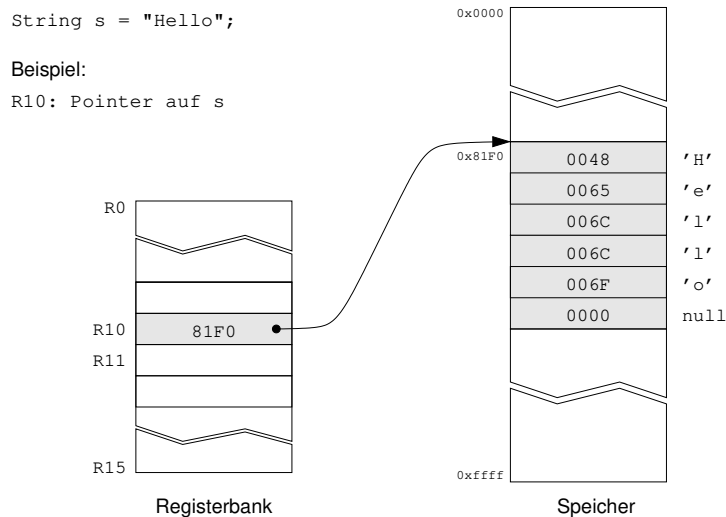 String s = "Hello";
Beispiel:
R10: Pointer auf s
R0
R10 81F0
R11
R15
Registerbank
0x0000
0x81F0 0048 'H'
0065 'e'
006C 'l'
006C 'l'
006F 'o'
0000 null
0xffff
Speicher